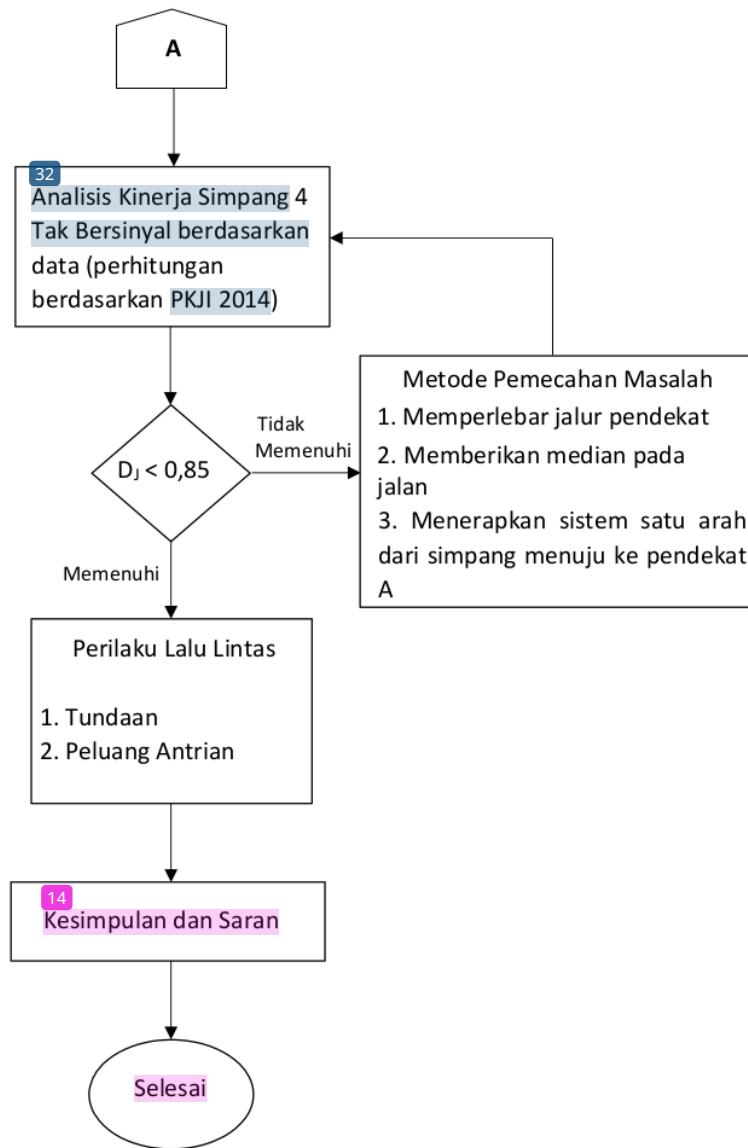 A
32
Analisis Kinerja Simpang 4
Tak Bersinyal berdasarkan
data (perhitungan
berdasarkan PKJI 2014)
Metode Pemecahan Masalah
1. Memperlebar jalur pendekat
2. Memberikan median pada
jalan
3. Menerapkan sistem satu arah
dari simpang menuju ke pendekat
A
Tidak
Memenuhi
DJ < 0,85
Memenuhi
Perilaku Lalu Lintas
1. Tundaan
2. Peluang Antrian
14
Kesimpulan dan Saran
Selesai